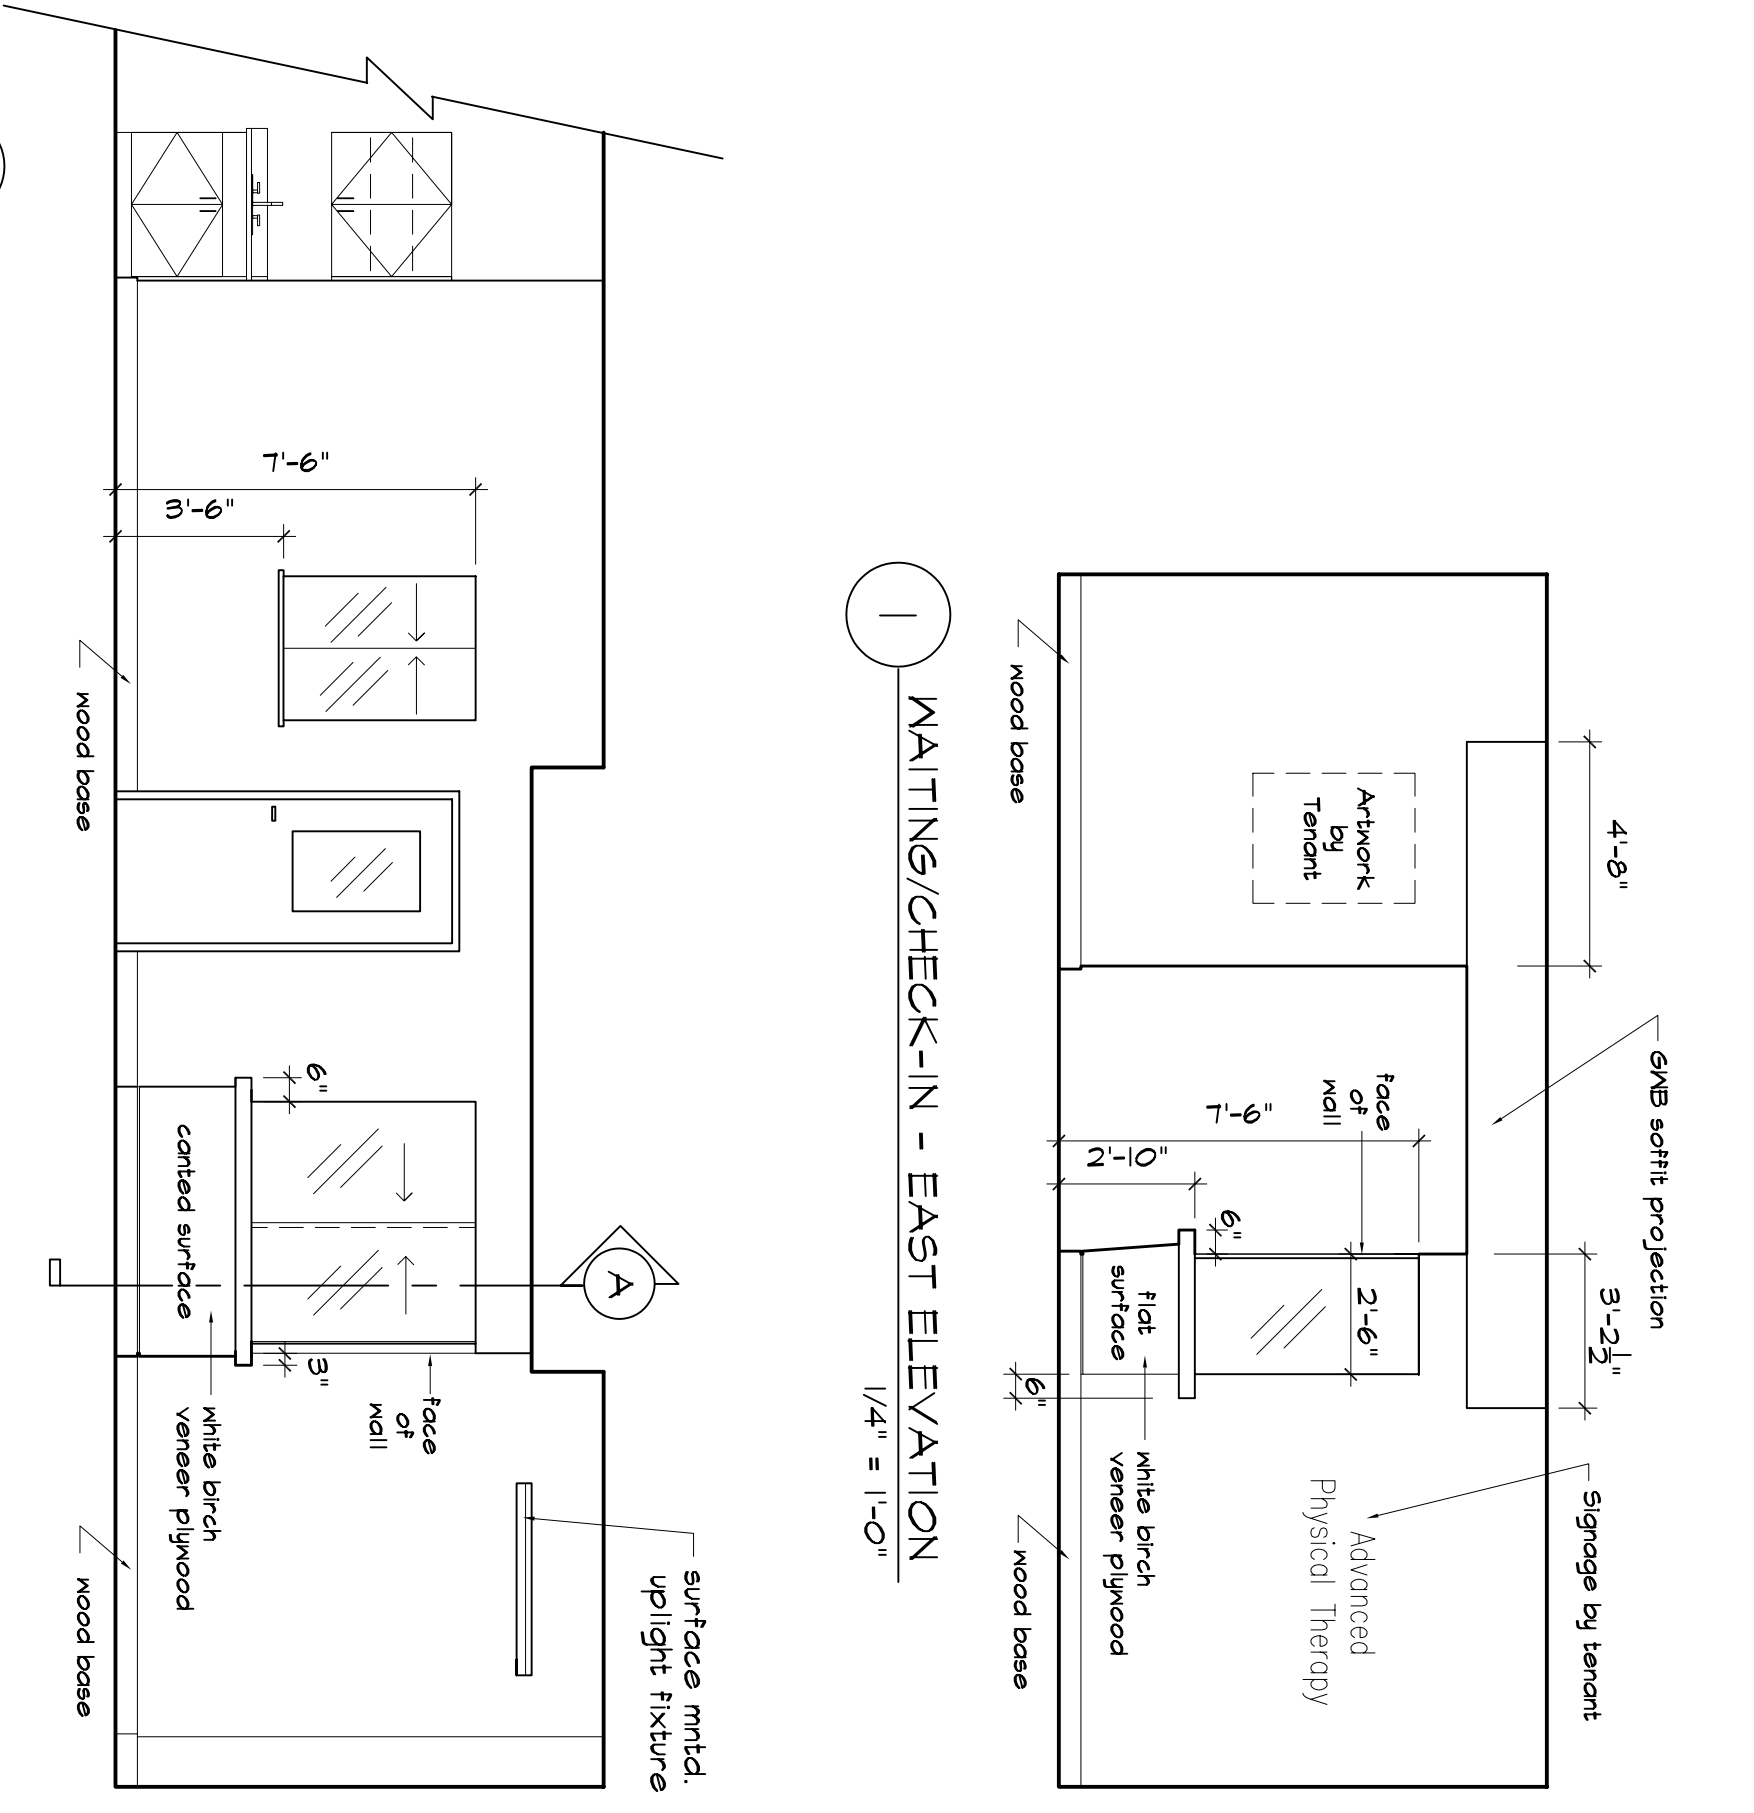 4'-8"
GWB soffit projection
3'-2 1/2"
Signage by tenant
Artwork
by
Tenant
face
of
wall
7'-6"
2'-10"
6"
2'-6"
flat
surface
6"
Advanced
Physical Therapy
white birch
veneer plywood
wood base
wood base
1
WAITING/CHECK-IN - EAST ELEVATION
1/4" = 1'-0"
surface mntd.
uplight fixture
A
7'-6"
3'-6"
6"
3"
face
of
wall
canted surface
white birch
veneer plywood
wood base
wood base